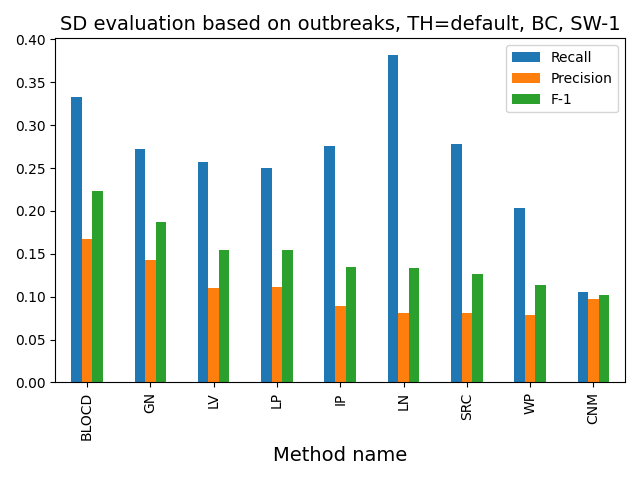 SD evaluation based on outbreaks, TH=default, BC, SW-1
0.40
0.35
0.30
0.25
0.20
0.15
0.10
0.05
0.00
Recall
Precision
F-1
BLOCD
GN
LV
LP
IP
LN
SRC
WP
CNM
Method name